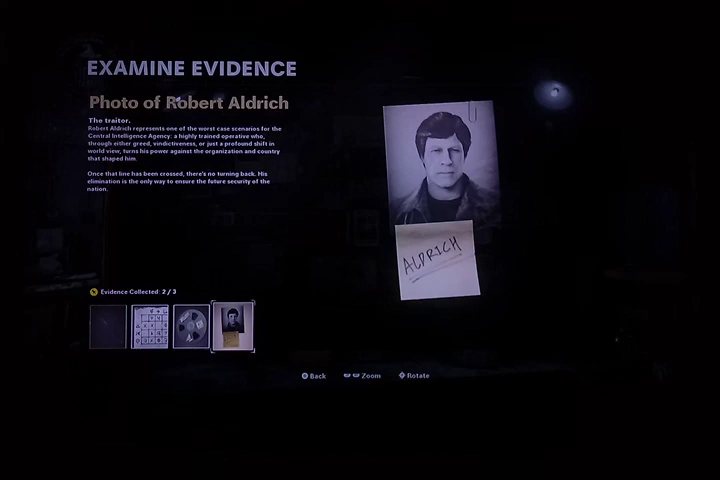 EXAMINE EVIDENCE
Photo of Robert Aldrich
The traitor.
Robert Aldrich represents one of the worst case scenarios for the
Central Intelligence Agency: a highly trained operative who,
through either greed, vindictiveness, or just a profound shift in
world view, turns his power against the organization and country
that shaped him.
Once that line has been crossed, there's no turning back. His
elimination is the only way to ensure the future security of the
nation.
ALDRICH
Evidence Collected: 2 / 3
Back Zoom Rotate